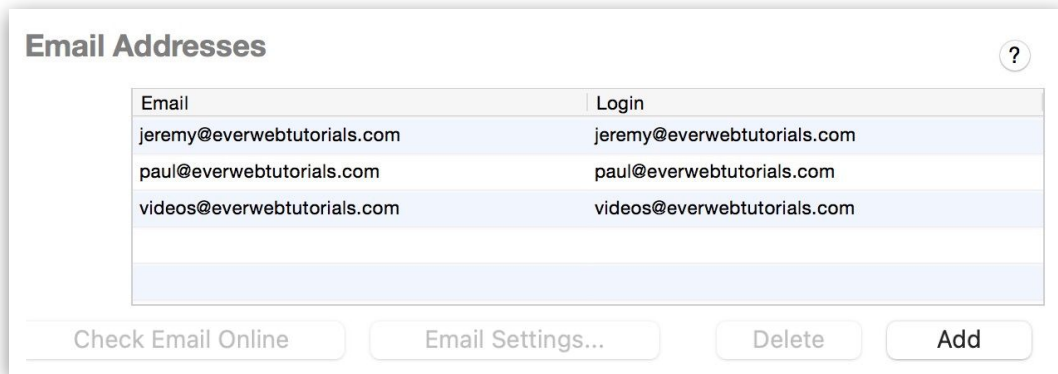 Email Addresses
?
Email Login
jeremy@everwebtutorials.com jeremy@everwebtutorials.com
paul@everwebtutorials.com paul@everwebtutorials.com
videos@everwebtutorials.com videos@everwebtutorials.com
Check Email Online Email Settings... Delete Add